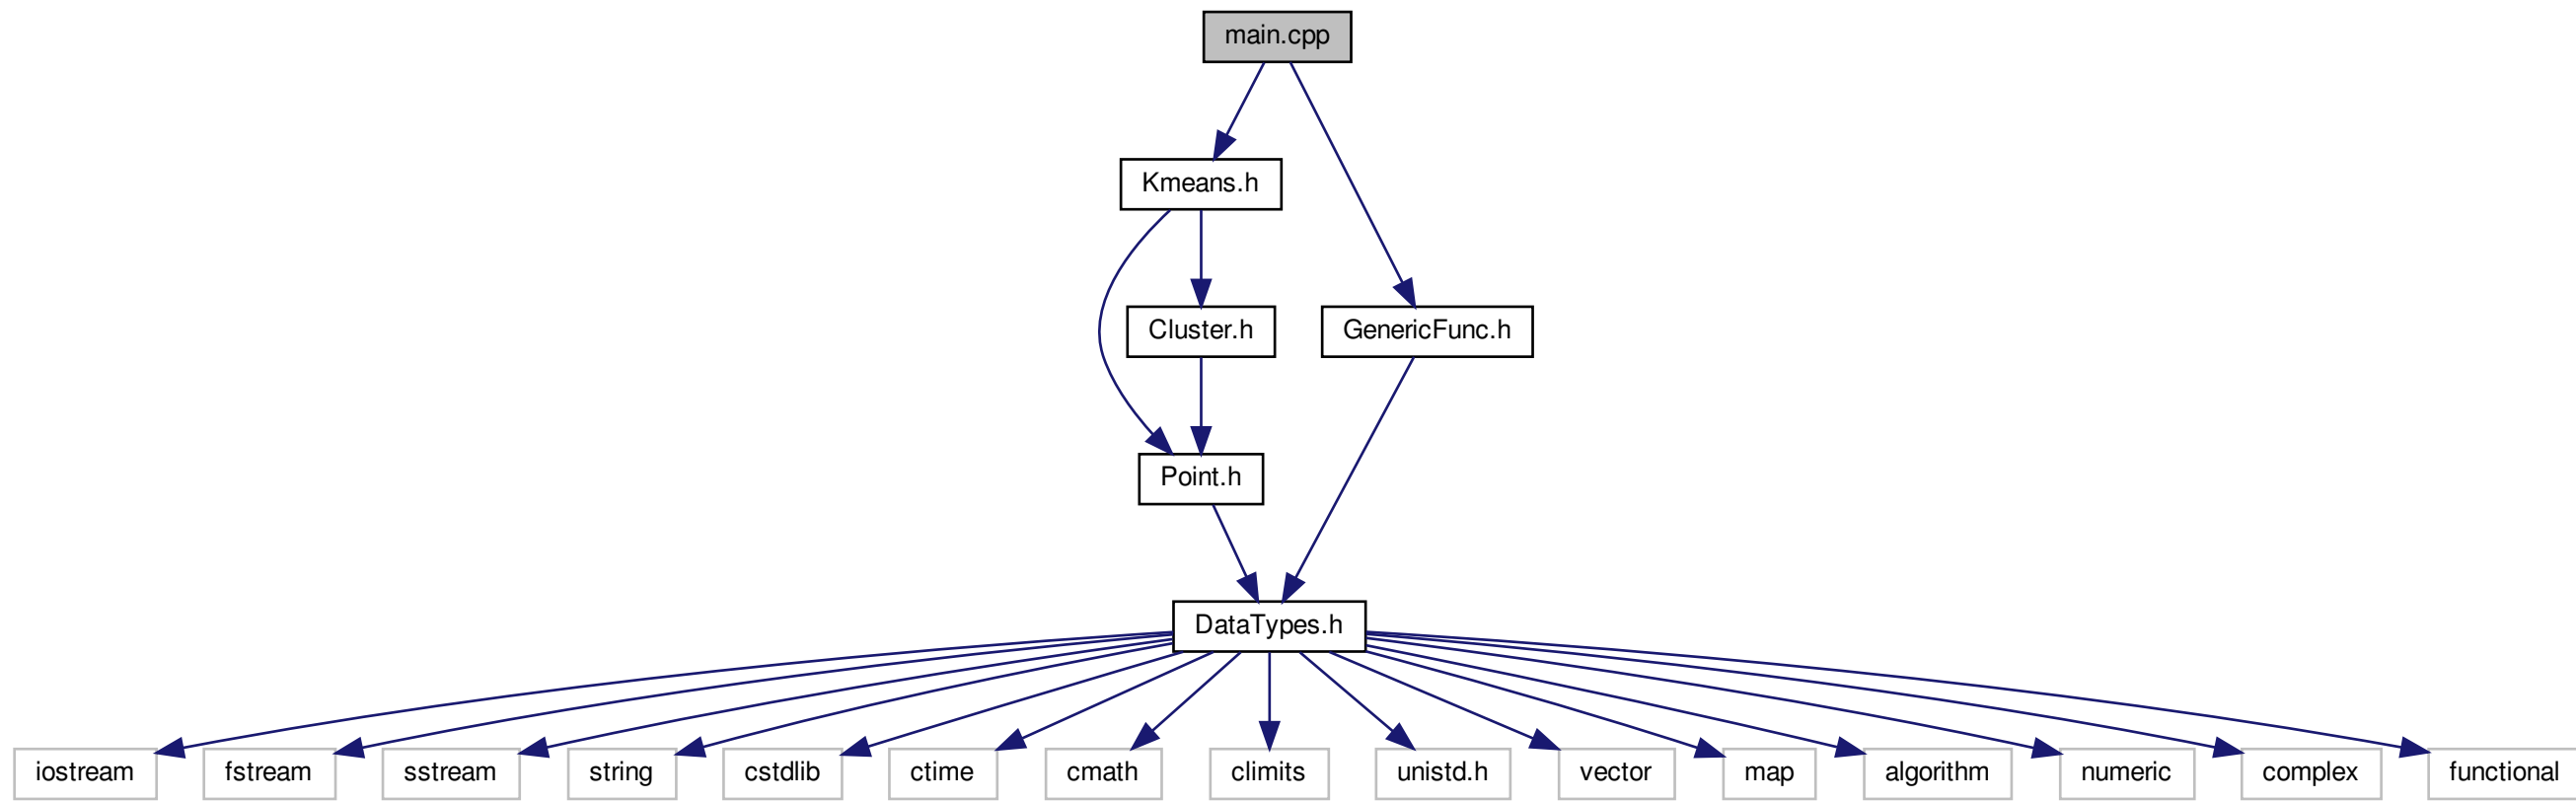 main.cpp
Kmeans.h
Cluster.h
GenericFunc.h
Point.h
DataTypes.h
iostream
fstream
sstream
string
cstdlib
ctime
cmath
climits
unistd.h
vector
map
algorithm
numeric
complex
functional